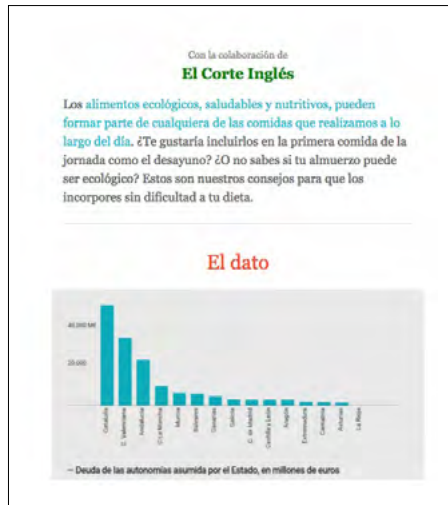 Con la colaboración de
El Corte Inglés
Los alimentos ecológicos, saludables y nutritivos, pueden
formar parte de cualquiera de las comidas que realizamos a lo
largo del día. ¿Te gustaría incluirlos en la primera comida de la
jornada como el desayuno? ¿O no sabes si tu almuerzo puede
ser ecológico? Estos son nuestros consejos para que los
incorpores sin dificultad a tu dieta.
El dato
40.000 M€
20.000
Cataluña
C. Valenciana
Andalucía
C-La Mancha
Murcia
Baleares
Canarias
Galicia
C. de Madrid
Castilla y León
Aragón
Extremadura
Cantabria
Asturias
La Rioja
— Deuda de las autonomías asumida por el Estado, en millones de euros